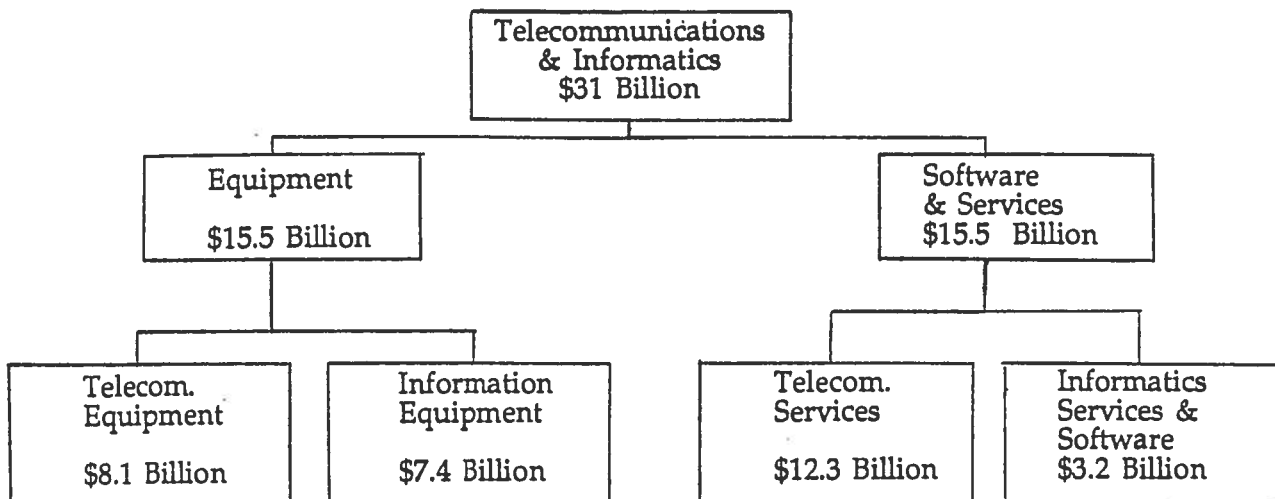 Telecommunications
& Informatics
$31 Billion
Equipment
$15.5 Billion
Software
& Services
$15.5 Billion
Telecom.
Equipment
$8.1 Billion
Information
Equipment
$7.4 Billion
Telecom.
Services
$12.3 Billion
Informatics
Services &
Software
$3.2 Billion